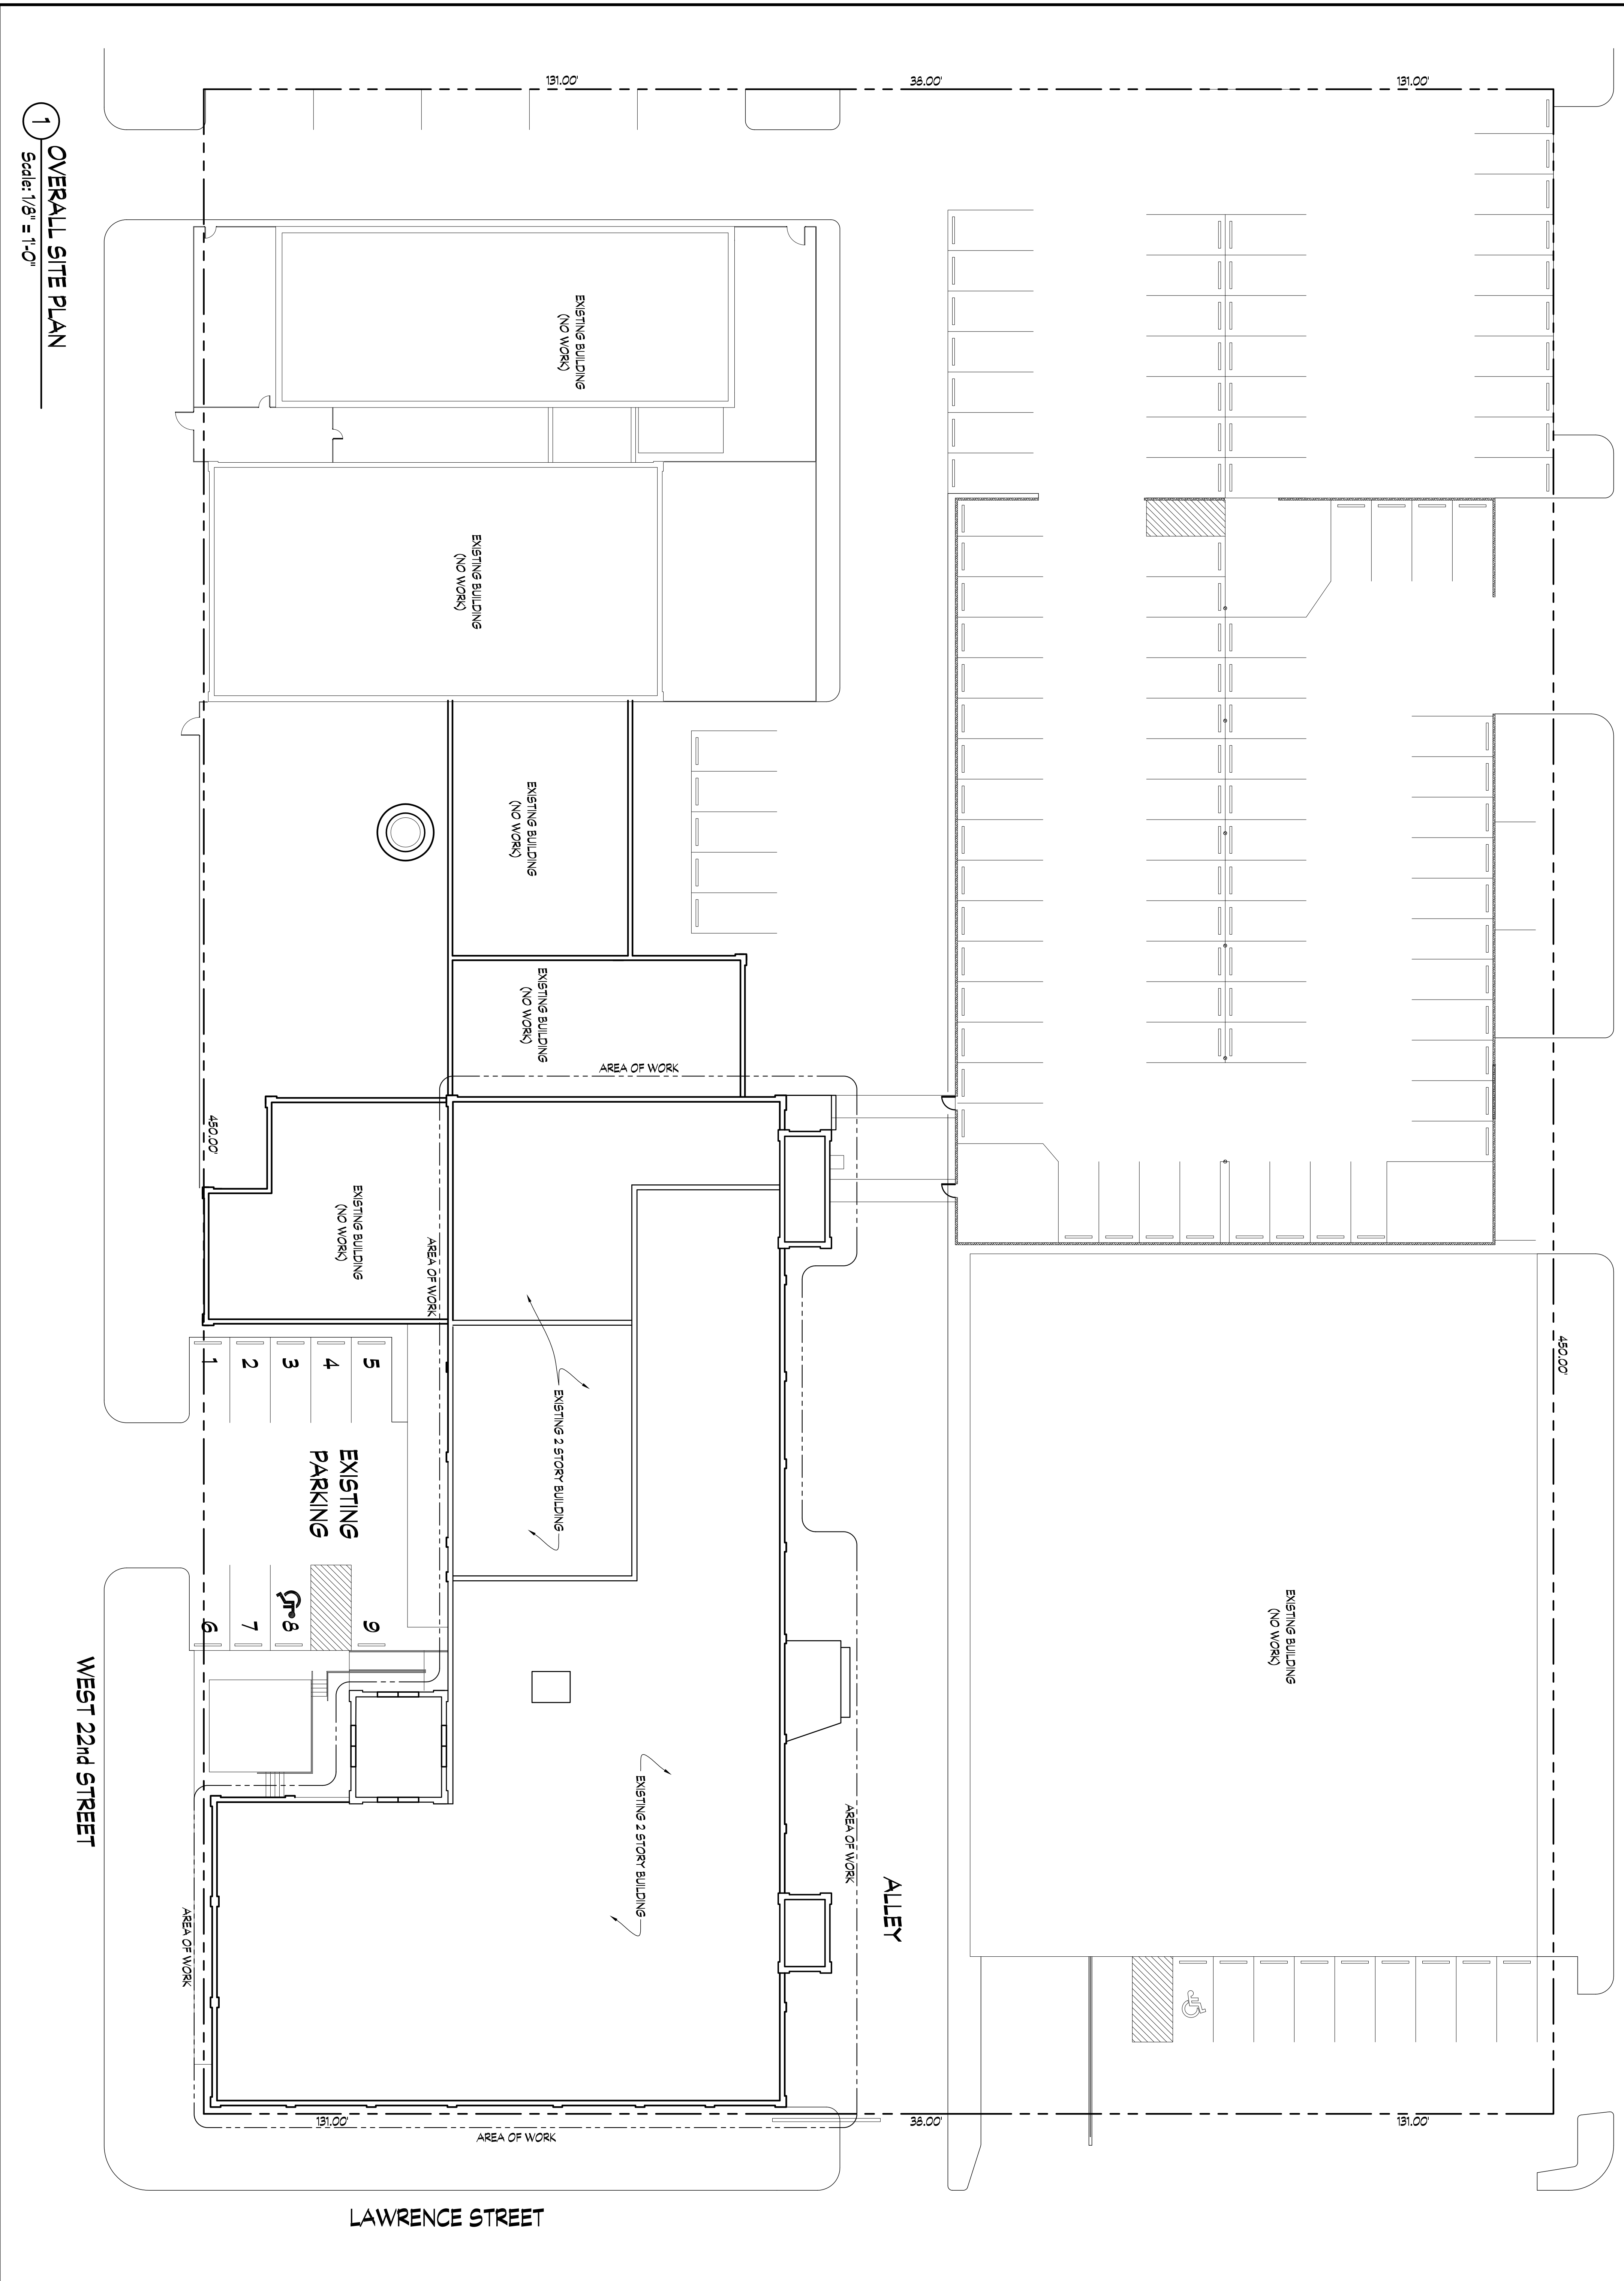 131.00'
38.00'
131.00'
1
OVERALL SITE PLAN
Scale: 1/8" = 1'-0"
EXISTING BUILDING
(NO WORK)
EXISTING BUILDING
(NO WORK)
EXISTING BUILDING
(NO WORK)
EXISTING BUILDING
(NO WORK)
AREA OF WORK
450.00'
EXISTING BUILDING
(NO WORK)
AREA OF WORK
450.00'
1
2
3
4
5
EXISTING 2 STORY BUILDING
EXISTING
PARKING
6
7
8
9
EXISTING BUILDING
(NO WORK)
WEST 22nd STREET
EXISTING 2 STORY BUILDING
AREA OF WORK
ALLEY
AREA OF WORK
131.00'
38.00'
131.00'
AREA OF WORK
LAWRENCE STREET